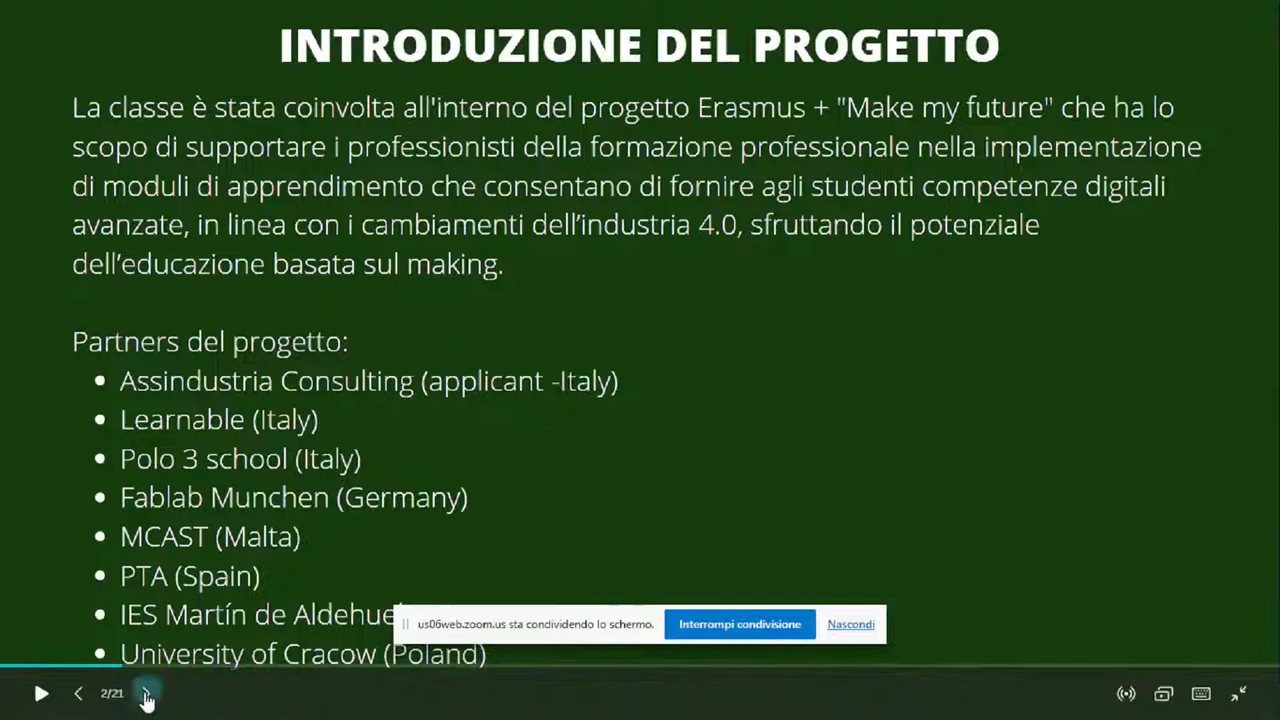 INTRODUZIONE DEL PROGETTO
La classe è stata coinvolta all'interno del progetto Erasmus + "Make my future" che ha lo
scopo di supportare i professionisti della formazione professionale nella implementazione
di moduli di apprendimento che consentano di fornire agli studenti competenze digitali
avanzate, in linea con i cambiamenti dell’industria 4.0, sfruttando il potenziale
dell’educazione basata sul making.
Partners del progetto:
• Assindustria Consulting (applicant -Italy)
• Learnable (Italy)
• Polo 3 school (Italy)
• Fablab Munchen (Germany)
• MCAST (Malta)
• PTA (Spain)
• IES Martín de
us06web.zoom.us sta condividendo lo schermo. Interrompi condivisione Nascondi
• University of Cracow (Poland)
2/21